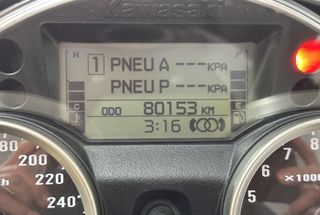 Kawasaki
H
F
1 PNEU A ---KPA
PNEU P ---KPA
C
E
ODO 80153 KM
3:16
180
200
220
240
h
8
7
6
5
×1000